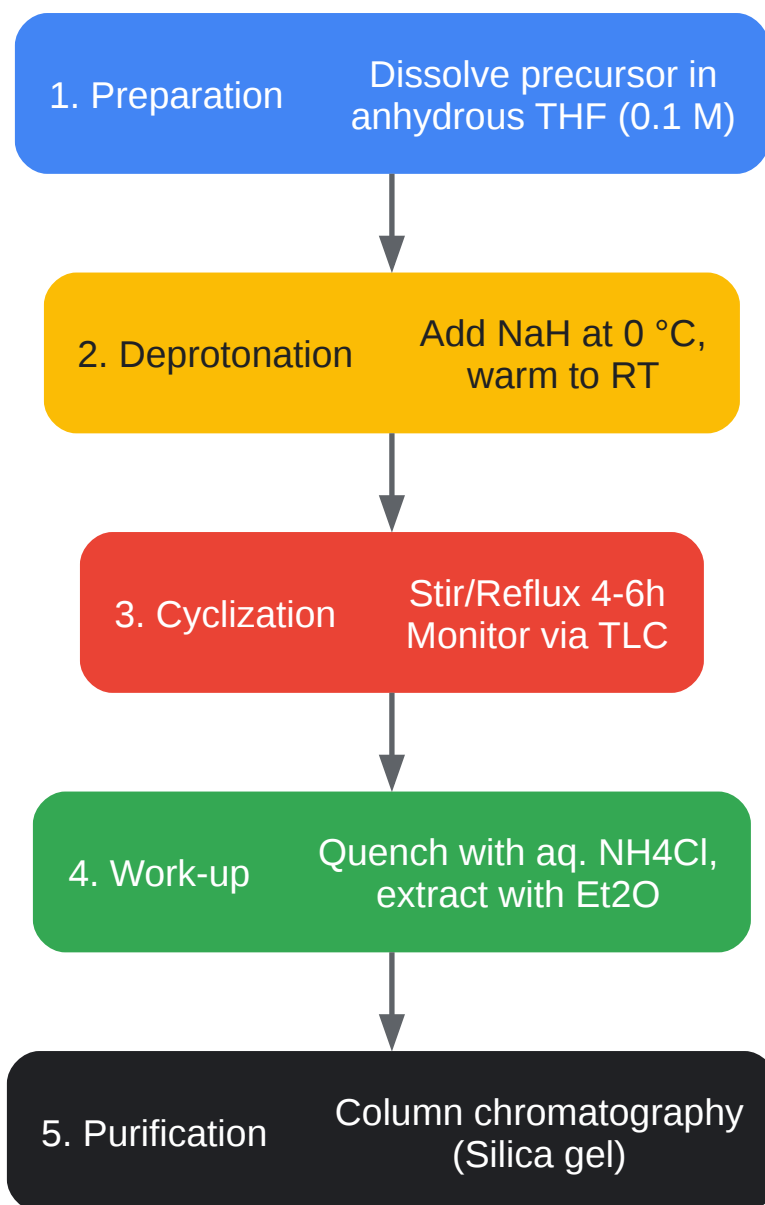 1. Preparation
Dissolve precursor in
anhydrous THF (0.1 M)
2. Deprotonation
Add NaH at 0 °C,
warm to RT
3. Cyclization
Stir/Reflux 4-6h
Monitor via TLC
4. Work-up
Quench with aq. NH4Cl,
extract with Et2O
5. Purification
Column chromatography
(Silica gel)